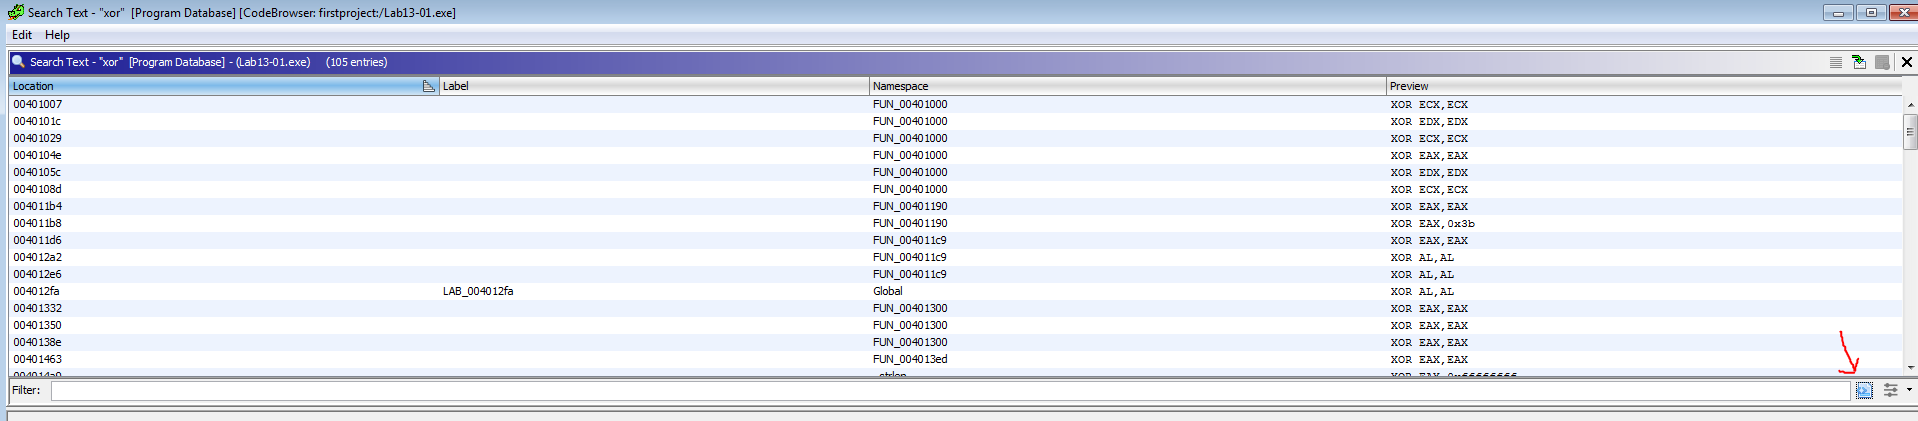 Search Text - "xor"  [Program Database] [CodeBrowser: firstproject:/Lab13-01.exe]
Edit Help
Search Text - "xor"  [Program Database] - (Lab13-01.exe)    (105 entries)
Location Label Namespace Preview
00401007 FUN_00401000 XOR ECX,ECX
0040101c FUN_00401000 XOR EDX,EDX
00401029 FUN_00401000 XOR ECX,ECX
0040104e FUN_00401000 XOR EAX,EAX
0040105c FUN_00401000 XOR EDX,EDX
0040108d FUN_00401000 XOR ECX,ECX
004011b4 FUN_00401190 XOR EAX,EAX
004011b8 FUN_00401190 XOR EAX,0x3b
004011d6 FUN_004011c9 XOR EAX,EAX
004012a2 FUN_004011c9 XOR AL,AL
004012e6 FUN_004011c9 XOR AL,AL
004012fa LAB_004012fa Global XOR AL,AL
00401332 FUN_00401300 XOR EAX,EAX
00401350 FUN_00401300 XOR EAX,EAX
0040138e FUN_00401300 XOR EAX,EAX
00401463 FUN_004013ed XOR EAX,EAX
_strlen XOR EAX,0xffffffff
Filter: